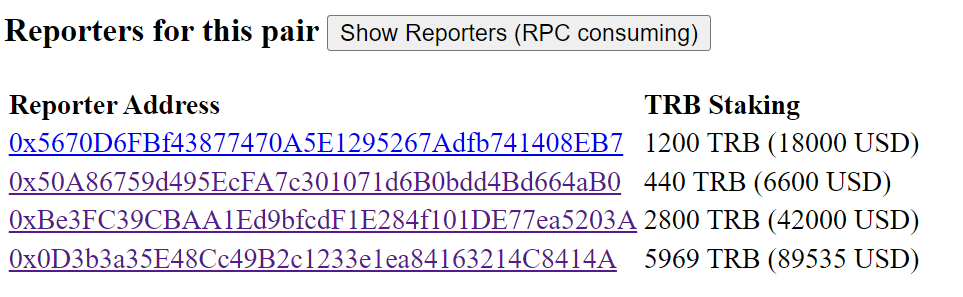 Reporters for this pair Show Reporters (RPC consuming)
Reporter Address TRB Staking
0x5670D6FBf43877470A5E1295267Adfb741408EB7 1200 TRB (18000 USD)
0x50A86759d495EcFA7c301071d6B0bdd4Bd664aB0 440 TRB (6600 USD)
0xBe3FC39CBAA1Ed9bfcdF1E284f101DE77ea5203A 2800 TRB (42000 USD)
0x0D3b3a35E48Cc49B2c1233e1ea84163214C8414A 5969 TRB (89535 USD)